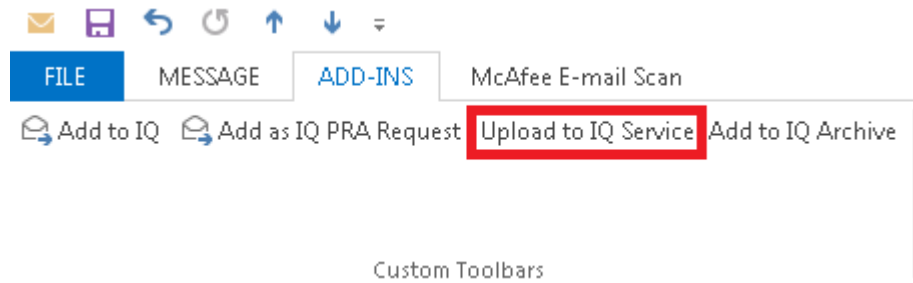 FILE MESSAGE ADD-INS McAfee E-mail Scan
Add to IQ Add as IQ PRA Request Upload to IQ Service Add to IQ Archive
Custom Toolbars